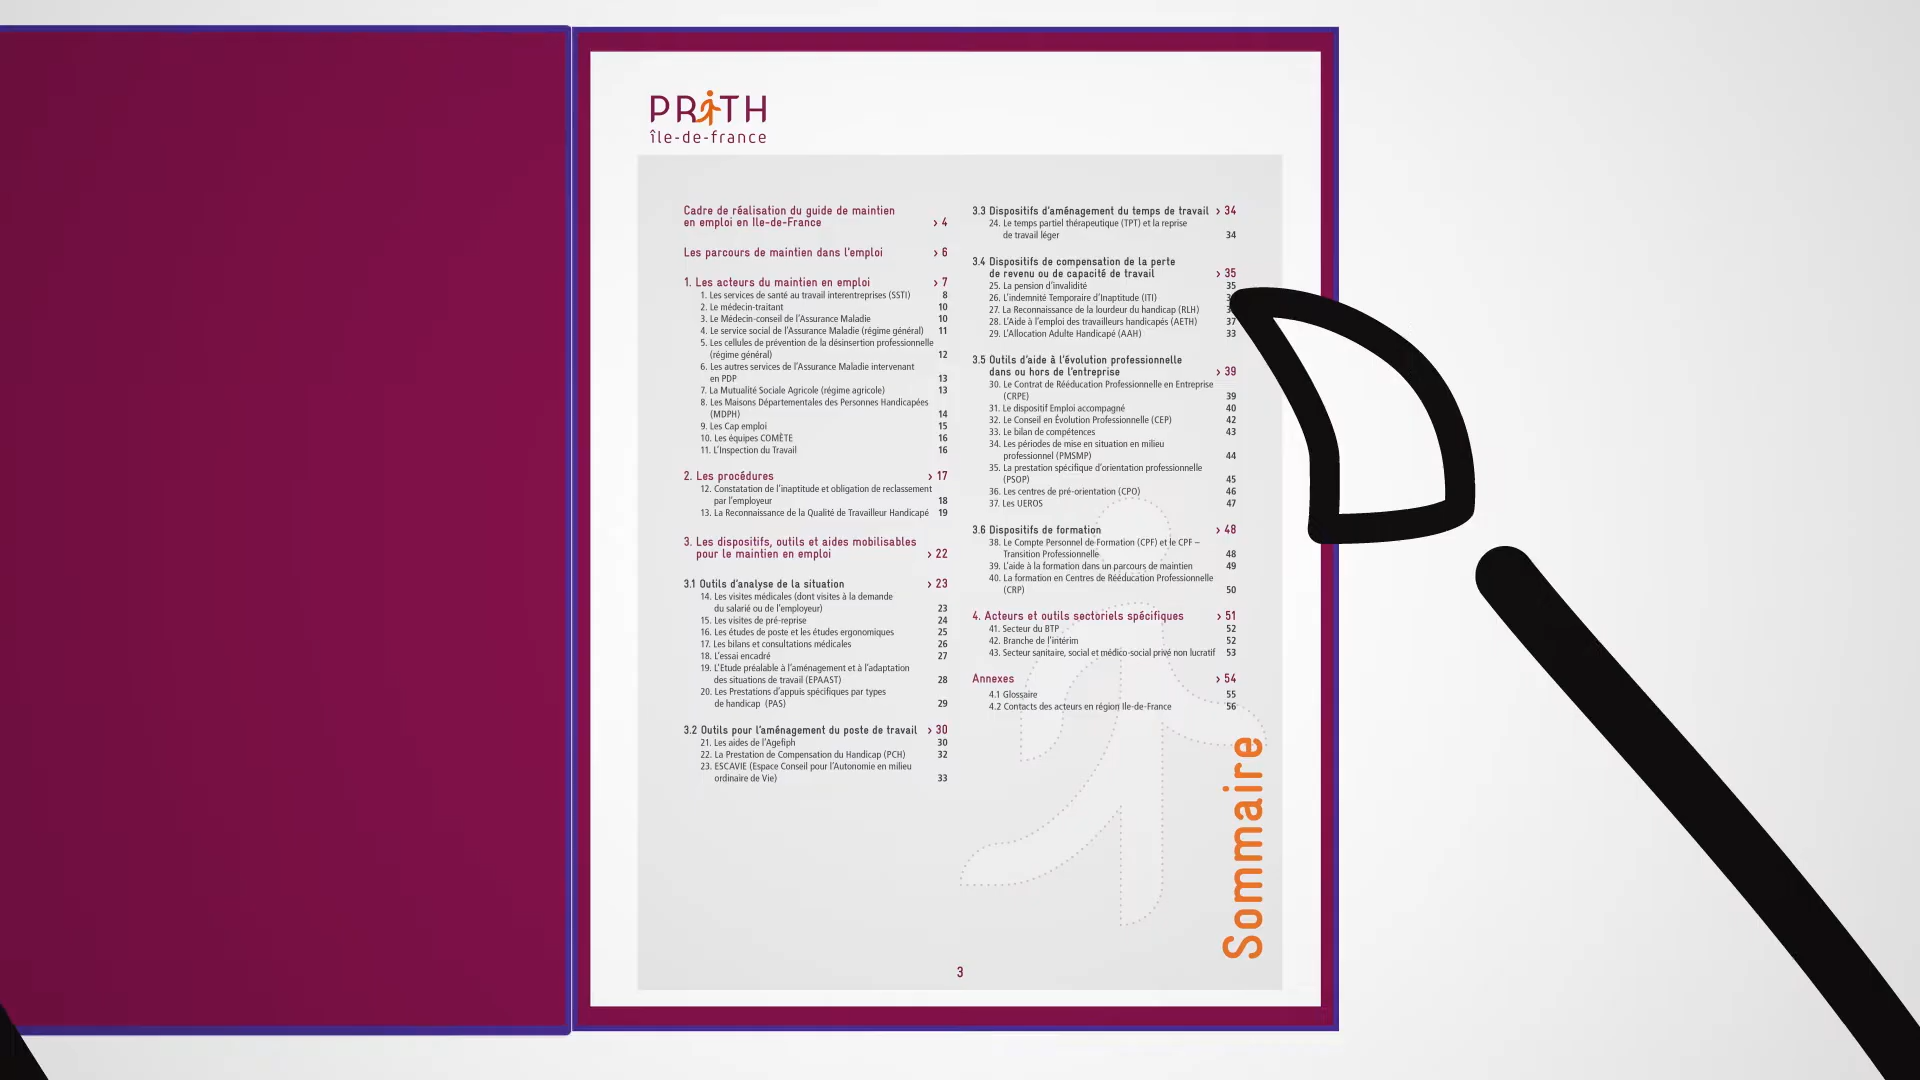 PRiTH
île-de-france
Cadre de réalisation du guide de maintien
en emploi en Ile-de-France > 4
Les parcours de maintien dans l'emploi > 6
1. Les acteurs du maintien en emploi > 7
1. Les services de santé au travail interentreprises (SSTI) 8
2. Le médecin-traitant 10
3. Le Médecin-conseil de l'Assurance Maladie 10
4. Le service social de l'Assurance Maladie (régime général) 11
5. Les cellules de prévention de la désinsertion professionnelle
(régime général) 12
6. Les autres services de l'Assurance Maladie intervenant
en PDP 13
7. La Mutualité Sociale Agricole (régime agricole) 13
8. Les Maisons Départementales des Personnes Handicapées
(MDPH) 14
9. Les Cap emploi 15
10. Les équipes COMÈTE 16
11. L'Inspection du Travail 16
2. Les procédures > 17
12. Constatation de l'inaptitude et obligation de reclassement
par l'employeur 18
13. La Reconnaissance de la Qualité de Travailleur Handicapé 19
3. Les dispositifs, outils et aides mobilisables
pour le maintien en emploi > 22
3.1 Outils d'analyse de la situation > 23
14. Les visites médicales (dont visites à la demande
du salarié ou de l'employeur) 23
15. Les visites de pré-reprise 24
16. Les études de poste et les études ergonomiques 25
17. Les bilans et consultations médicales 26
18. L'essai encadré 27
19. L'Etude préalable à l'aménagement et à l'adaptation
des situations de travail (EPAAST) 28
20. Les Prestations d'appuis spécifiques par types
de handicap (PAS) 29
3.2 Outils pour l'aménagement du poste de travail > 30
21. Les aides de l'Agefiph 30
22. La Prestation de Compensation du Handicap (PCH) 32
23. ESCAVIE (Espace Conseil pour l'Autonomie en milieu
ordinaire de Vie) 33
3.3 Dispositifs d'aménagement du temps de travail > 34
24. Le temps partiel thérapeutique (TPT) et la reprise
de travail léger 34
3.4 Dispositifs de compensation de la perte
de revenu ou de capacité de travail > 35
25. La pension d'invalidité 35
26. L'indemnité Temporaire d'Inaptitude (ITI)
27. La Reconnaissance de la lourdeur du handicap (RLH)
28. L'Aide à l'emploi des travailleurs handicapés (AETH) 37
29. L'Allocation Adulte Handicapé (AAH) 33
3.5 Outils d'aide à l'évolution professionnelle
dans ou hors de l'entreprise > 39
30. Le Contrat de Rééducation Professionnelle en Entreprise
(CRPE) 39
31. Le dispositif Emploi accompagné 40
32. Le Conseil en Évolution Professionnelle (CEP) 42
33. Le bilan de compétences 43
34. Les périodes de mise en situation en milieu
professionnel (PMSMP) 44
35. La prestation spécifique d'orientation professionnelle
(PSOP) 45
36. Les centres de pré-orientation (CPO) 46
37. Les UEROS 47
3.6 Dispositifs de formation > 48
38. Le Compte Personnel de Formation (CPF) et le CPF –
Transition Professionnelle 48
39. L'aide à la formation dans un parcours de maintien 49
40. La formation en Centres de Rééducation Professionnelle
(CRP) 50
4. Acteurs et outils sectoriels spécifiques > 51
41. Secteur du BTP 52
42. Branche de l'intérim 52
43. Secteur sanitaire, social et médico-social privé non lucratif 53
Annexes > 54
4.1 Glossaire 55
4.2 Contacts des acteurs en région Ile-de-France 56
Sommaire
3